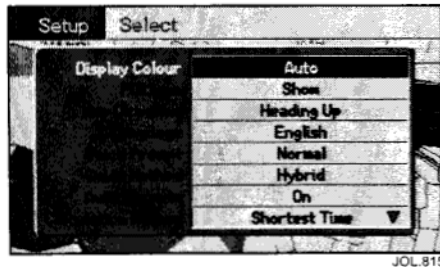 Setup Select
Display Colour Auto
Show
Heading Up
English
Normal
Hybrid
On
Shortest Time ▼
JOL.815